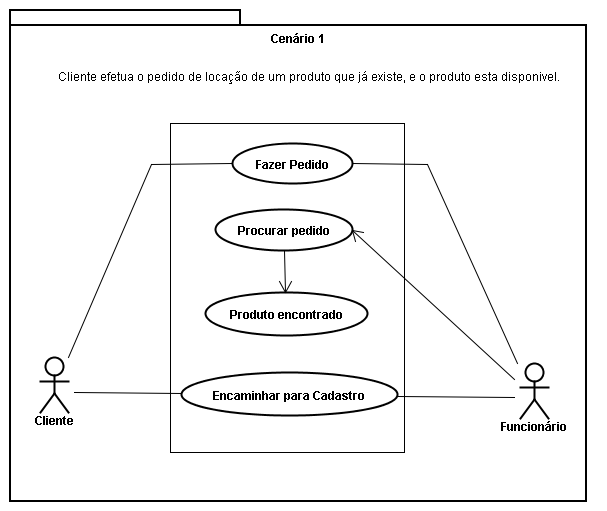 Cenário 1
Cliente efetua o pedido de locação de um produto que já existe, e o produto esta disponivel.
Fazer Pedido
Procurar pedido
Produto encontrado
Encaminhar para Cadastro
Cliente
Funcionário